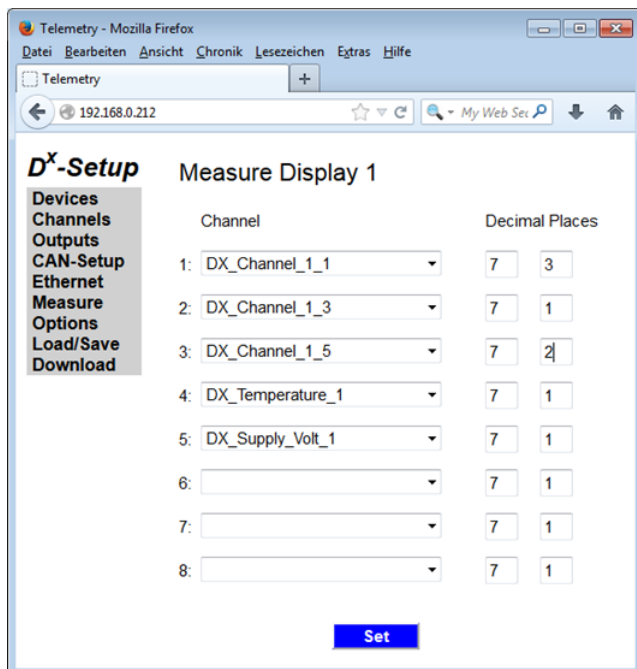 Telemetry - Mozilla Firefox
Datei Bearbeiten Ansicht Chronik Lesezeichen Extras Hilfe
Telemetry +
192.168.0.212 My Web Sec
Dˣ-Setup
Devices
Channels
Outputs
CAN-Setup
Ethernet
Measure
Options
Load/Save
Download
Measure Display 1
Channel Decimal Places
1: DX_Channel_1_1 7 3
2: DX_Channel_1_3 7 1
3: DX_Channel_1_5 7 2
4: DX_Temperature_1 7 1
5: DX_Supply_Volt_1 7 1
6: 7 1
7: 7 1
8: 7 1
Set